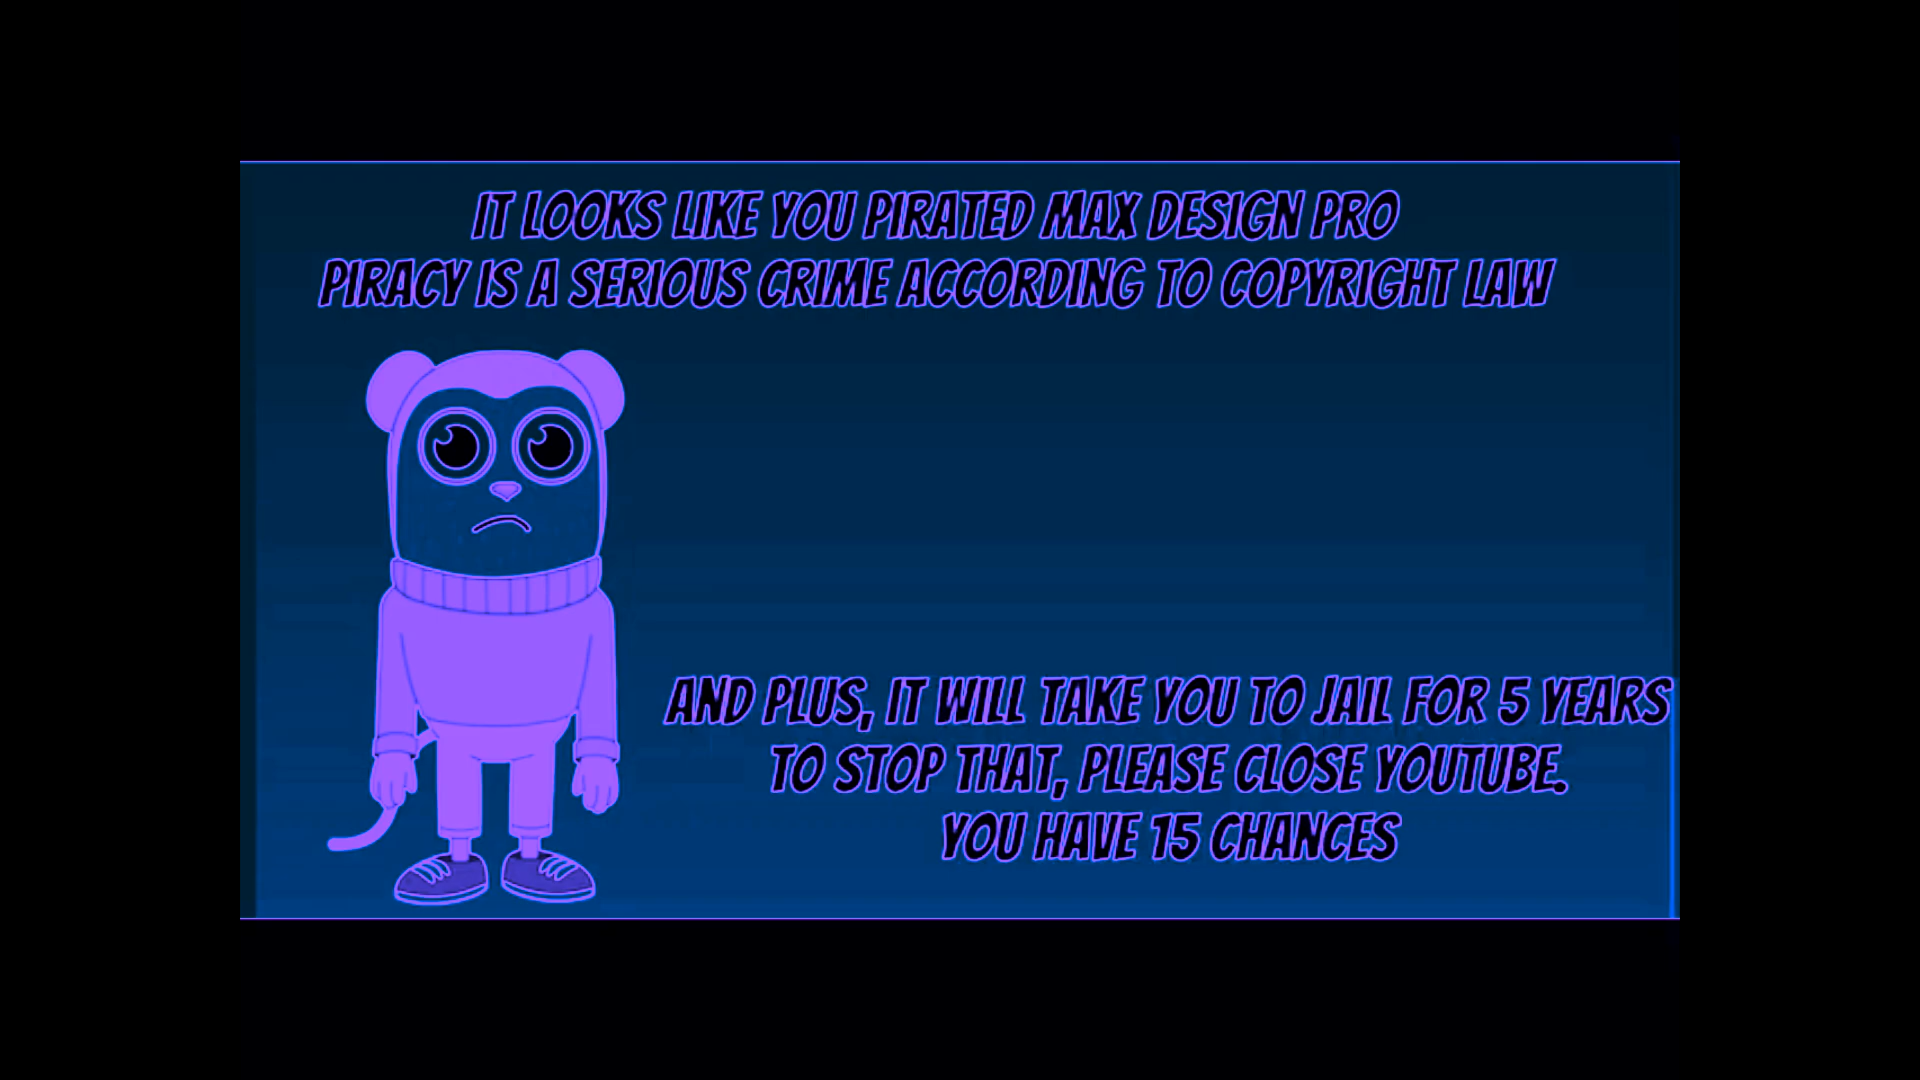 IT LOOKS LIKE YOU PIRATED MAX DESIGN PRO
PIRACY IS A SERIOUS CRIME ACCORDING TO COPYRIGHT LAW
AND PLUS, IT WILL TAKE YOU TO JAIL FOR 5 YEARS
TO STOP THAT, PLEASE CLOSE YOUTUBE.
YOU HAVE 15 CHANCES